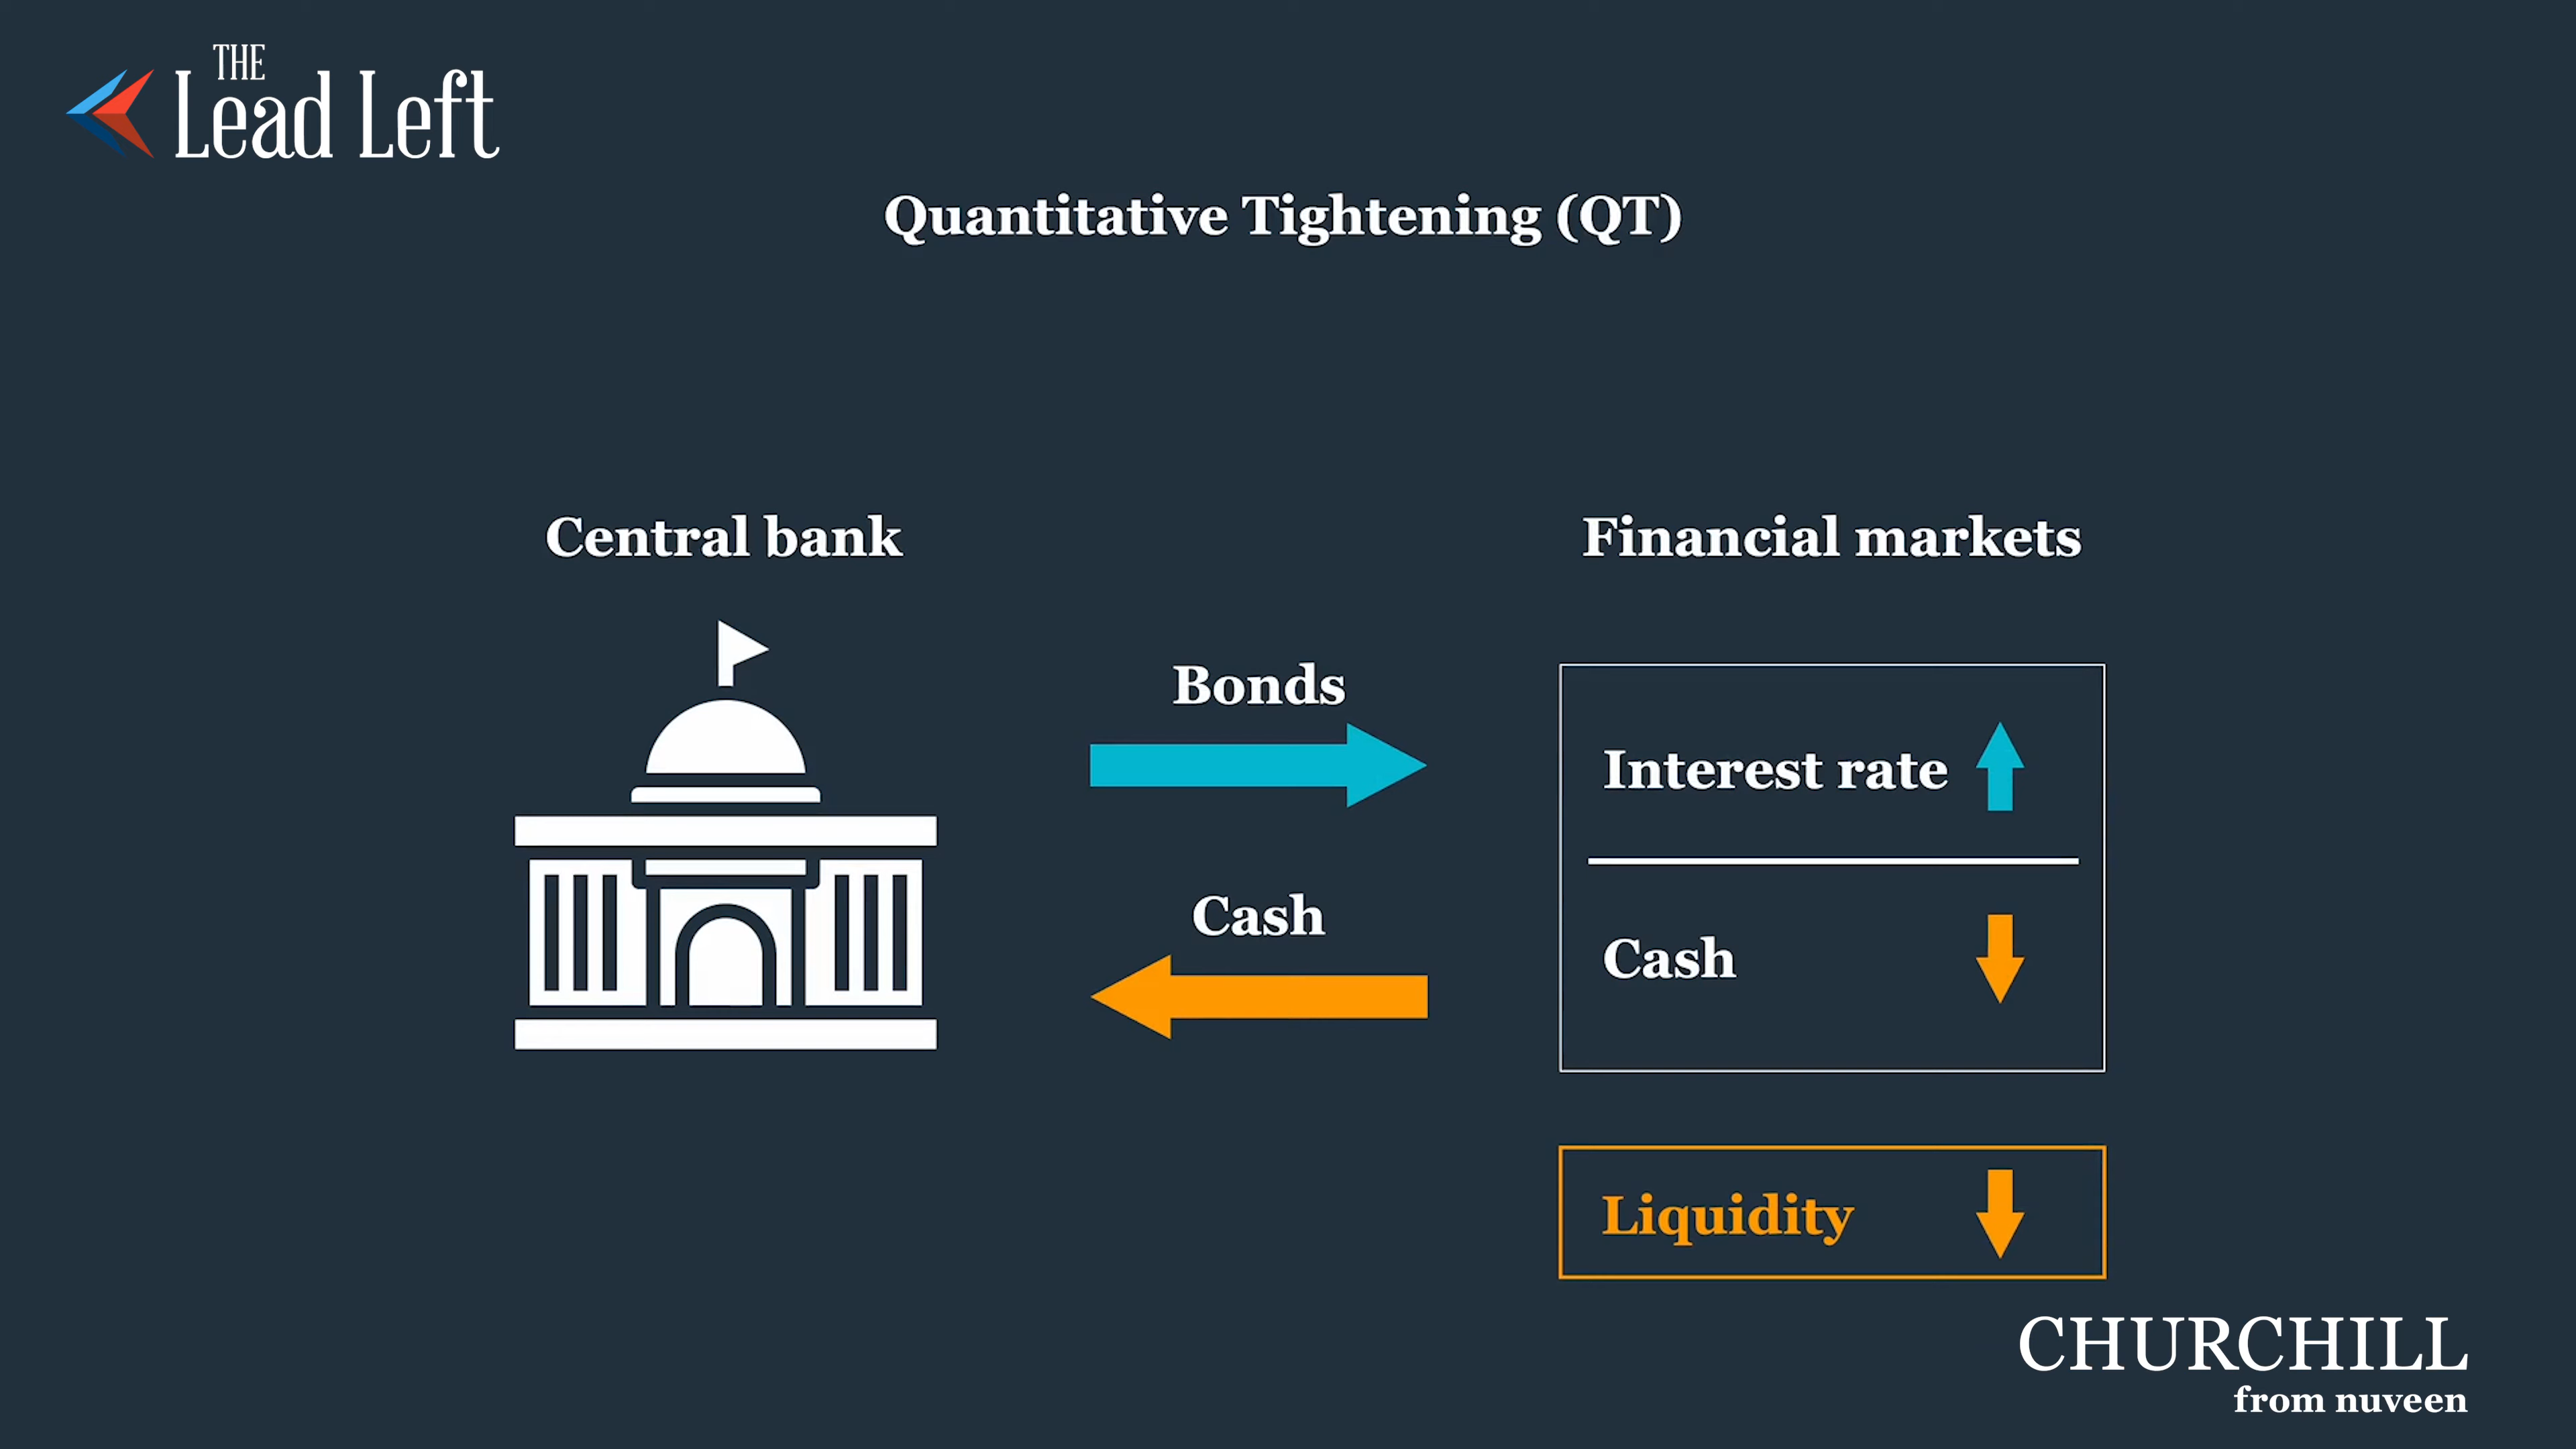 THE
Lead Left
Quantitative Tightening (QT)
Central bank
Financial markets
Bonds
Interest rate
Cash
Cash
Liquidity
CHURCHILL
from nuveen